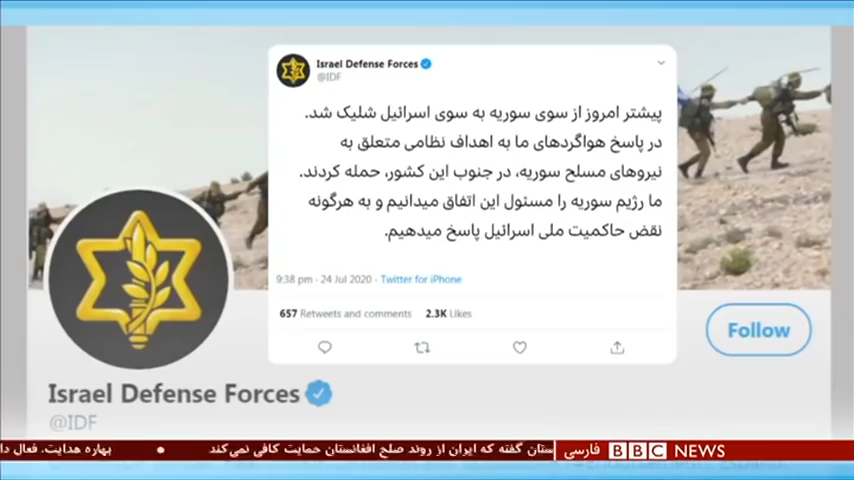 Israel Defense Forces
@IDF
پیشتر امروز از سوی سوریه به سوی اسرائیل شلیک شد.
در پاسخ هواگردهای ما به اهداف نظامی متعلق به
نیروهای مسلح سوریه، در جنوب این کشور، حمله کردند.
ما رژیم سوریه را مسئول این اتفاق میدانیم و به هرگونه
نقض حاکمیت ملی اسرائیل پاسخ میدهیم.
9:38 pm · 24 Jul 2020 · Twitter for iPhone
657 Retweets and comments 2.3K Likes
Follow
Israel Defense Forces
@IDF
BBC NEWS فارسی
ستان گفته که ایران از روند صلح افغانستان حمایت کافی نمی‌کند • بهاره هدایت، فعال دا